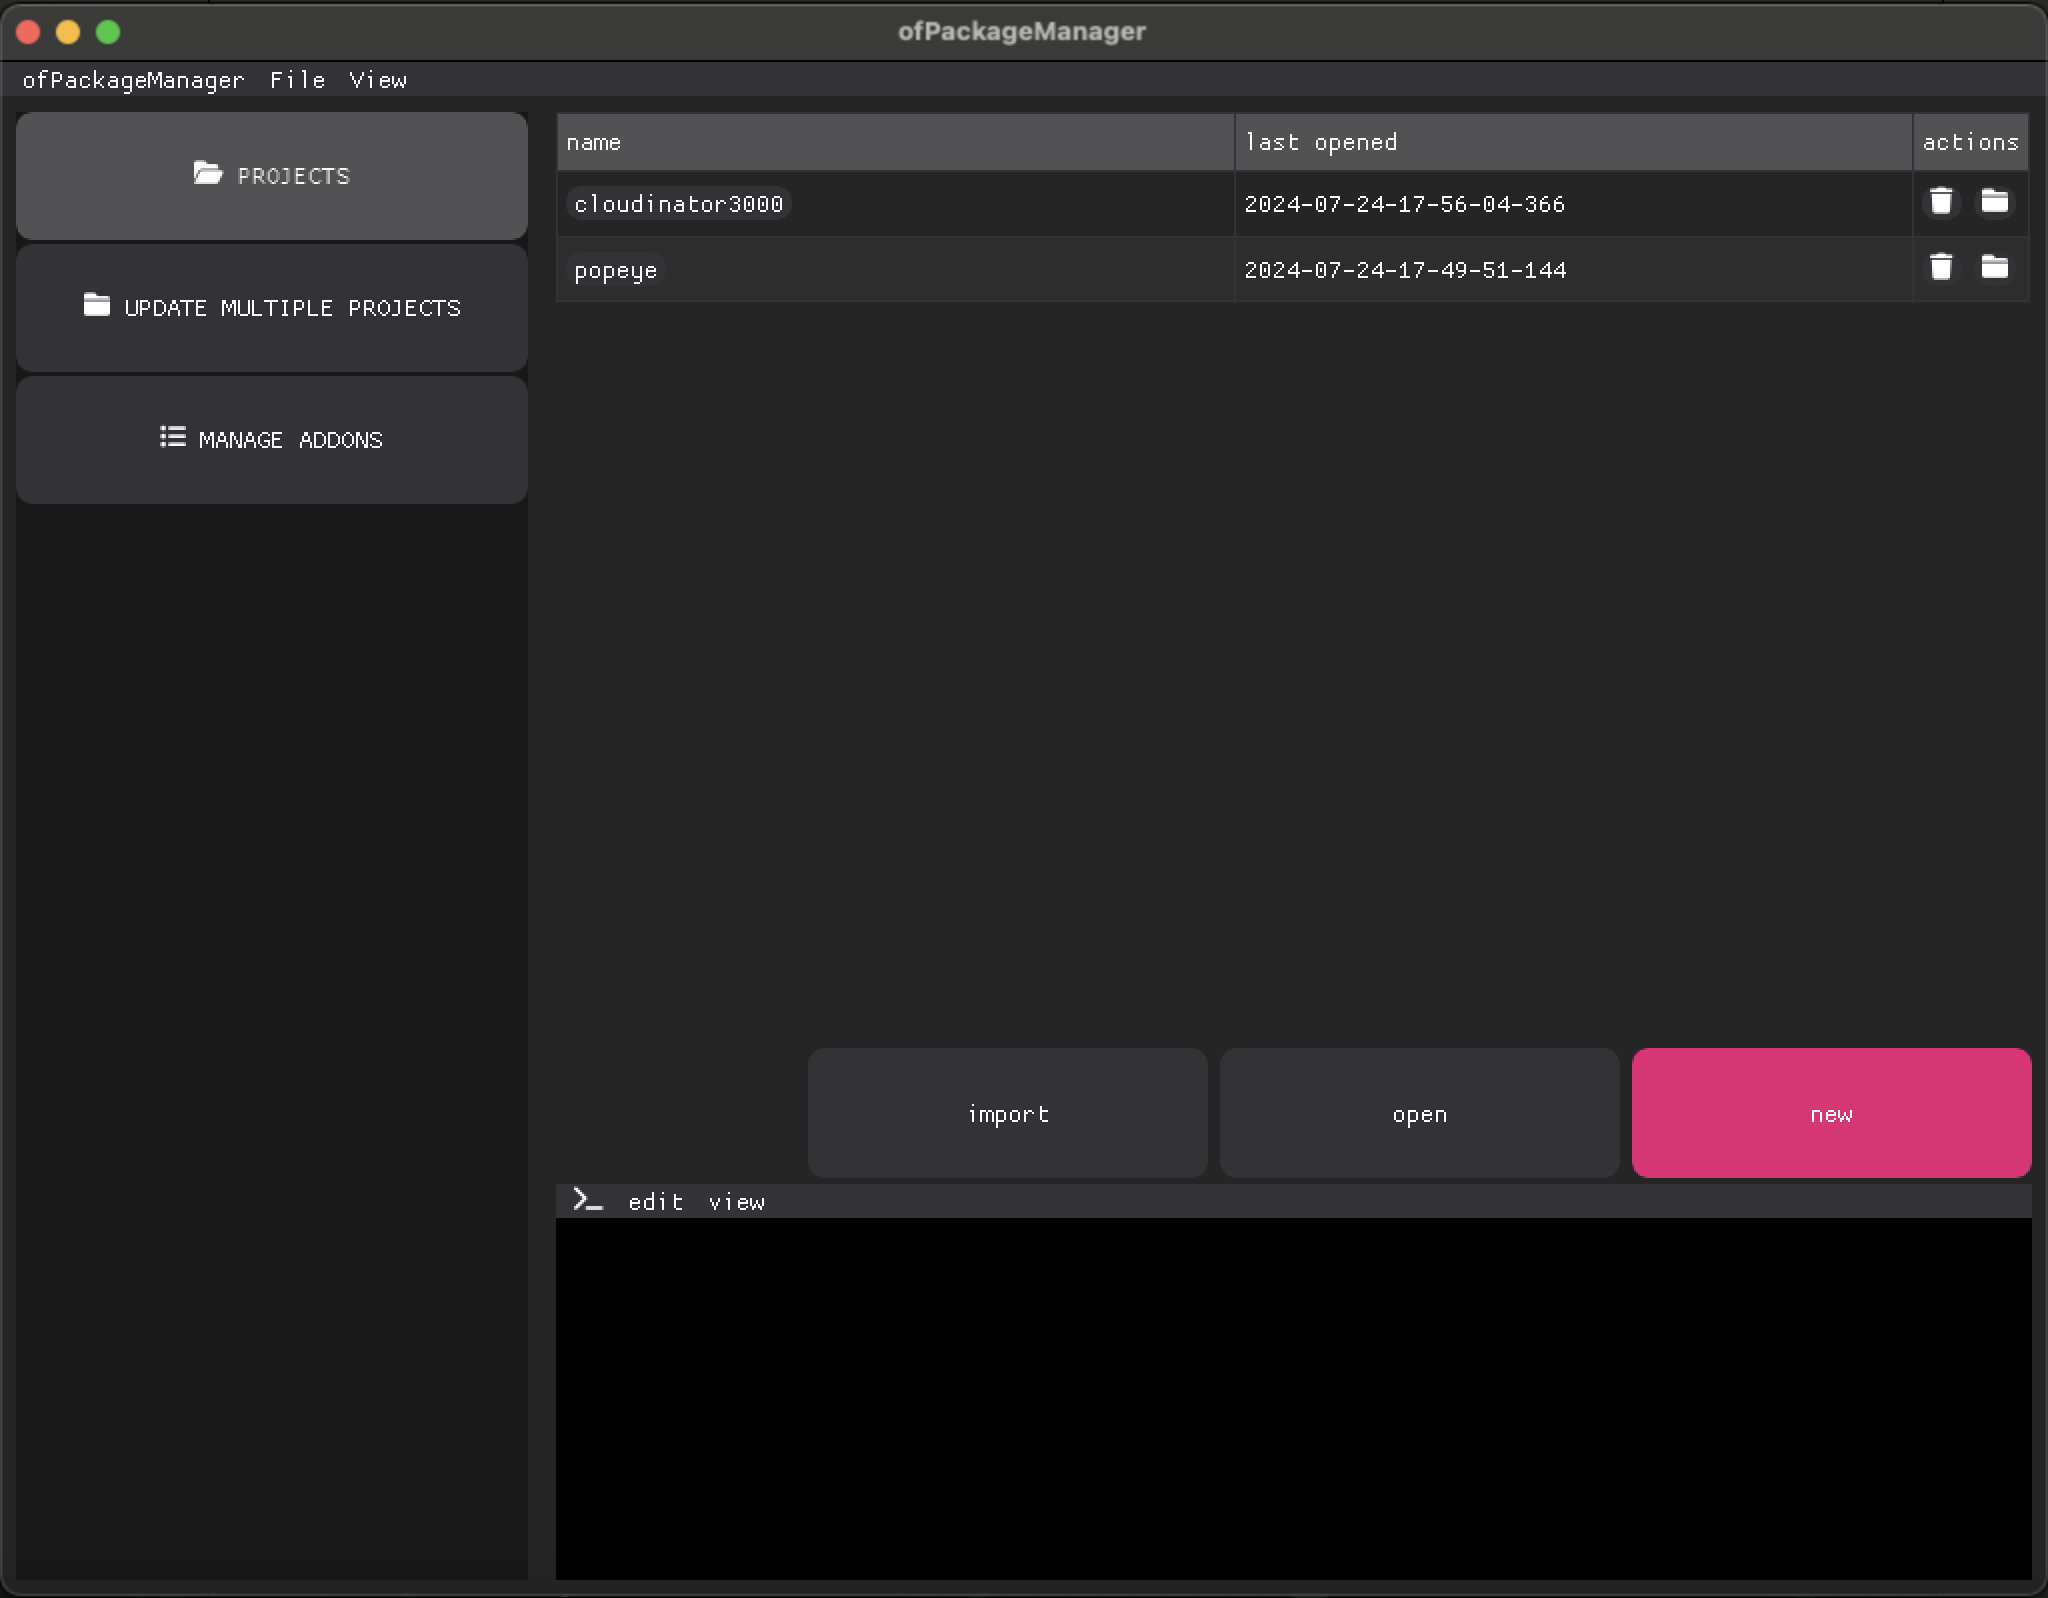 ofPackageManager
ofPackageManager File View
PROJECTS
UPDATE MULTIPLE PROJECTS
MANAGE ADDONS
name last opened actions
cloudinator3000 2024-07-24-17-56-04-366
popeye 2024-07-24-17-49-51-144
import open new
edit view